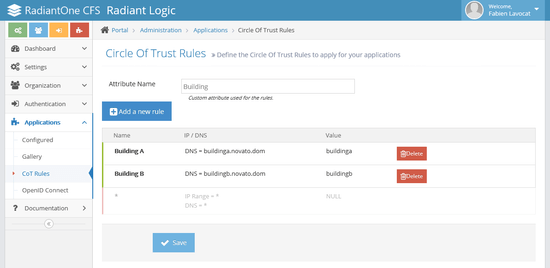 RadiantOne CFS Radiant Logic
Welcome,
Fabien Lavocat
Portal › Administration › Applications › Circle Of Trust Rules
Dashboard
Settings
Organization
Authentication
Applications
Configured
Gallery
CoT Rules
OpenID Connect
Documentation
Circle Of Trust Rules » Define the Circle Of Trust Rules to apply for your applications
Attribute Name Building
Custom attribute used for the rules.
Add a new rule
Name IP / DNS Value
Building A DNS = buildinga.novato.dom buildinga Delete
Building B DNS = buildingb.novato.dom buildingb Delete
* IP Range = * NULL
DNS = *
Save